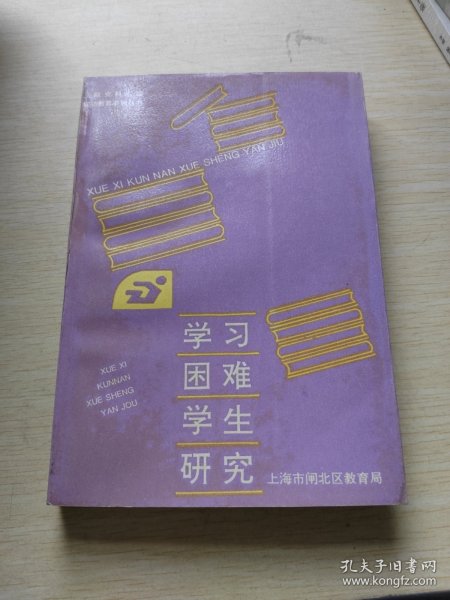 XUE XI KUN NAN XUE SHENG YAN JIU
学习
困难
学生
研究
XUE XI
KUNNAN
XUE SHENG
YAN JOU
上海市闸北区教育局
孔夫子旧书网
www.kongfz.com